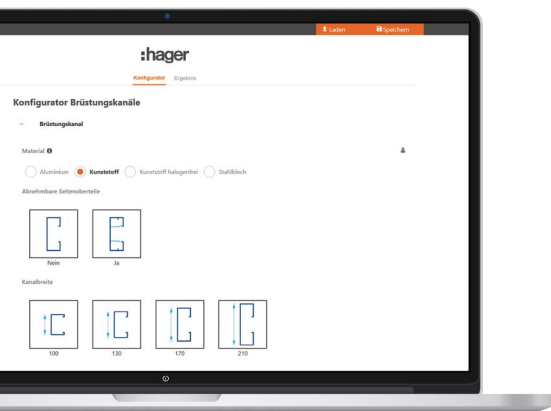 Laden Speichern
:hager
Konfigurator Ergebnis
Konfigurator Brüstungskanäle
Brüstungskanal
Material
Aluminium Kunststoff Kunststoff halogenfrei Stahlblech
Abnehmbare Seitenoberteile
Nein Ja
Kanalbreite
100 130 170 210